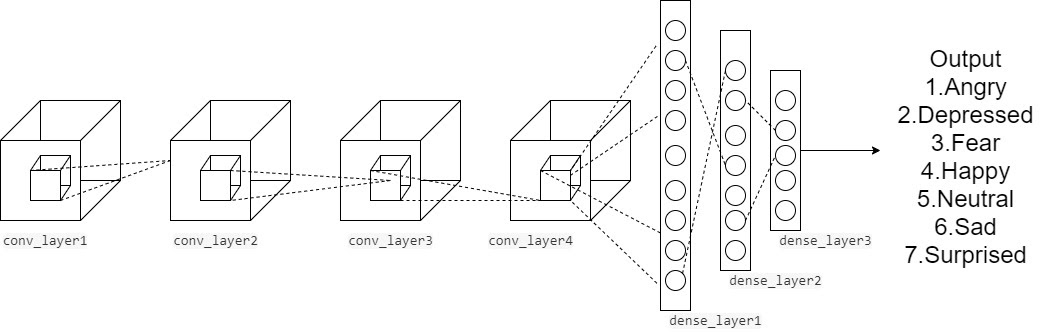 conv_layer1
conv_layer2
conv_layer3
conv_layer4
dense_layer1
dense_layer2
dense_layer3
Output
1.Angry
2.Depressed
3.Fear
4.Happy
5.Neutral
6.Sad
7.Surprised